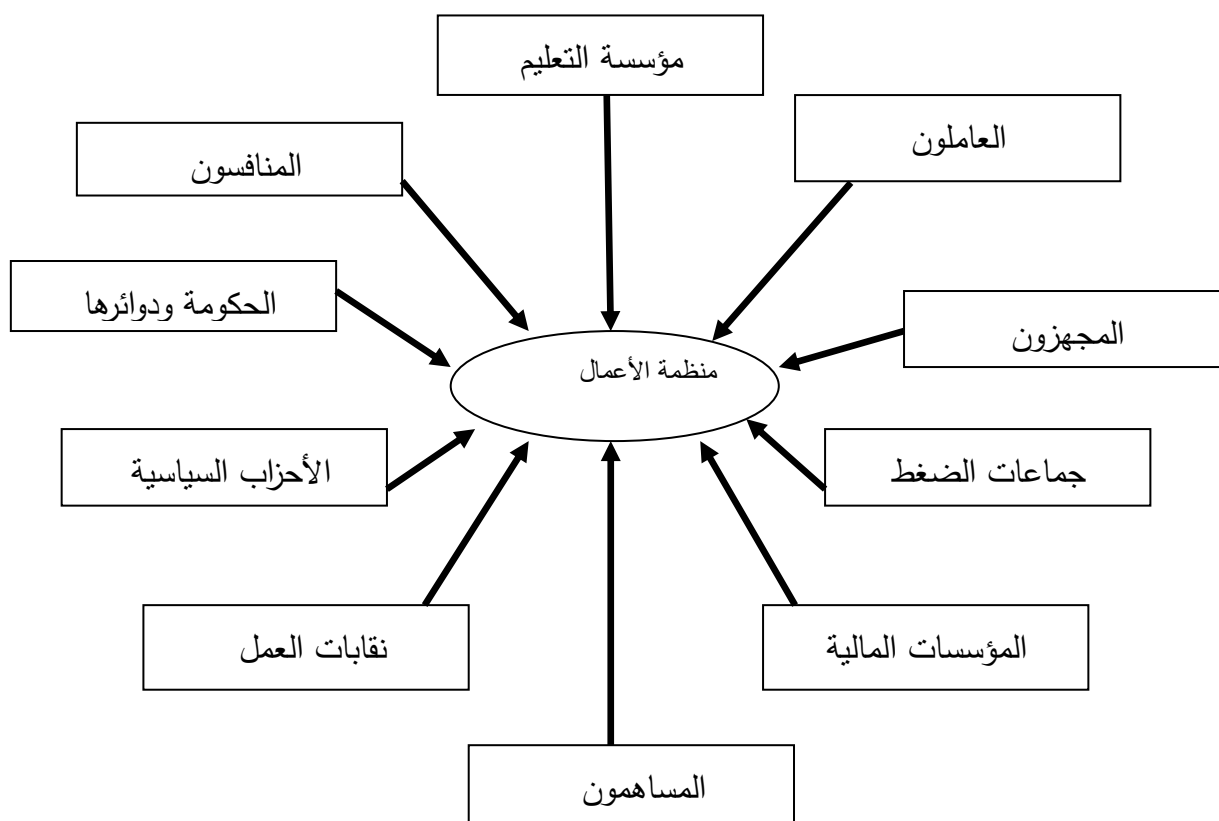 مؤسسة التعليم
العاملون
المنافسون
الحكومة ودوائرها
المجهزون
منظمة الأعمال
الأحزاب السياسية
جماعات الضغط
نقابات العمل
المؤسسات المالية
المساهمون